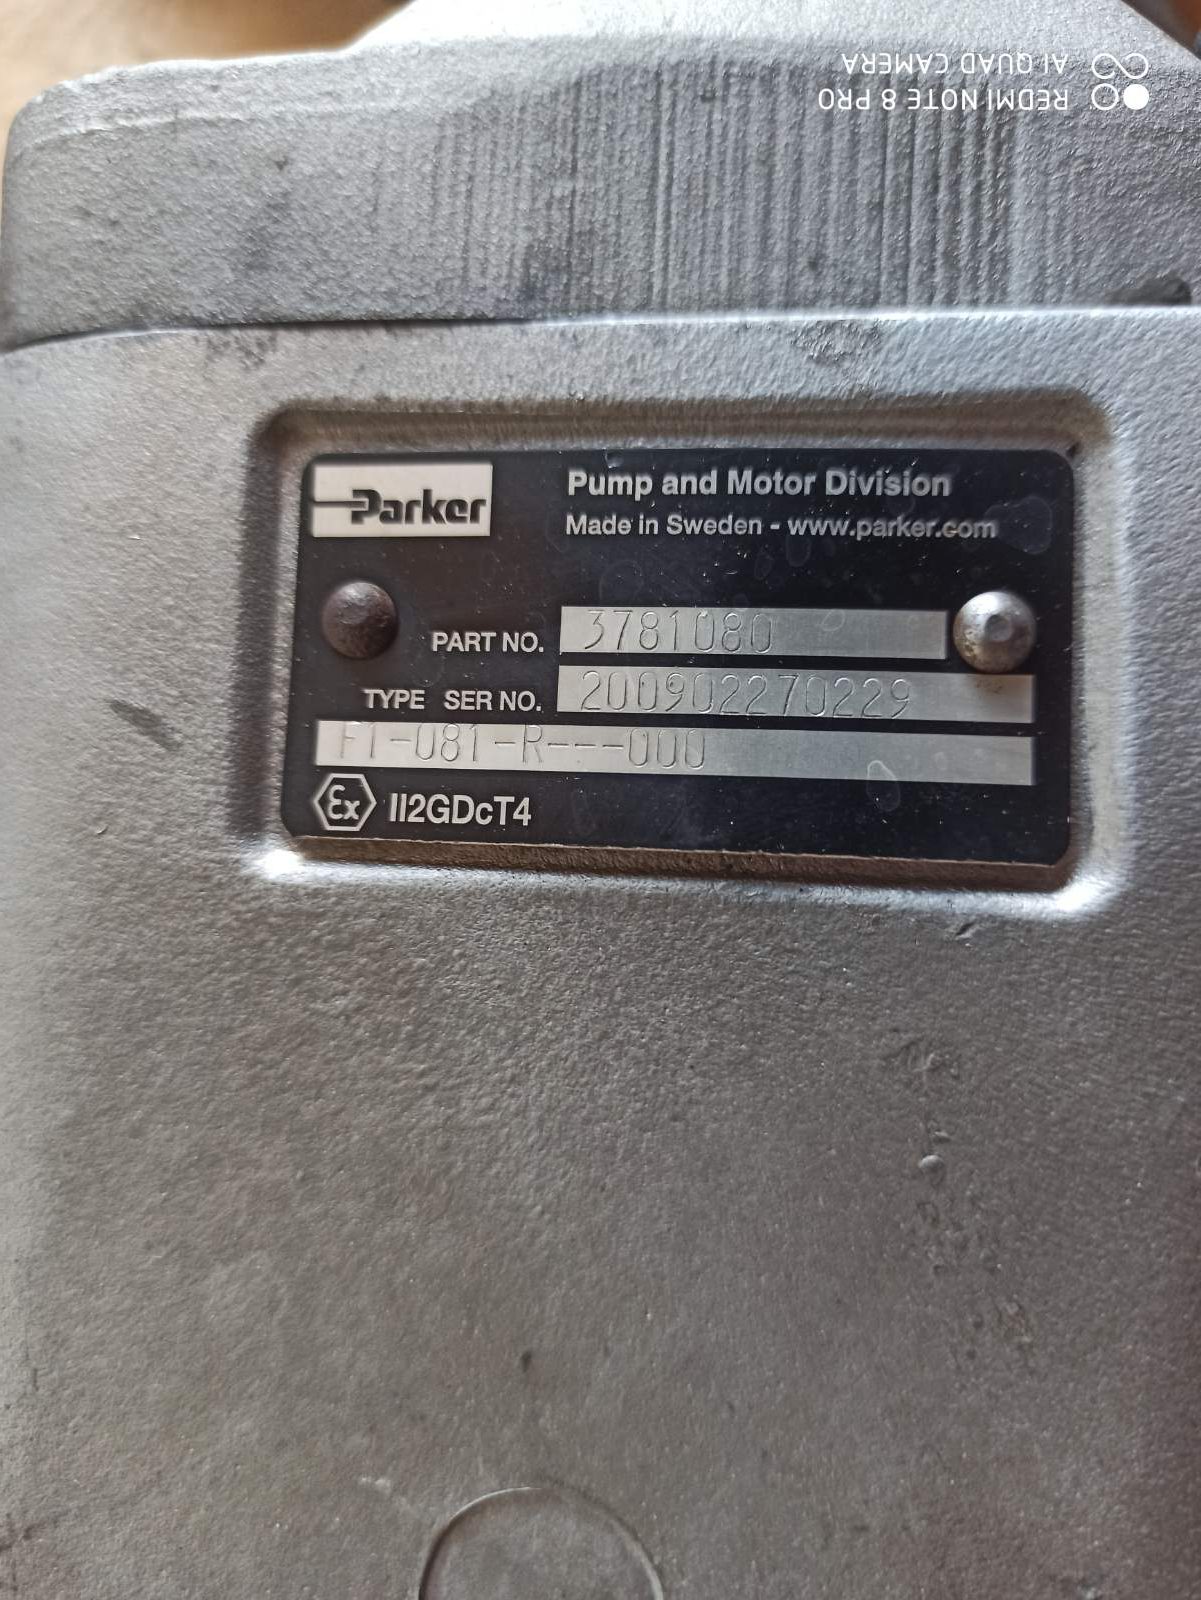 REDMI NOTE 8 PRO
AI QUAD CAMERA
Parker
Pump and Motor Division
Made in Sweden - www.parker.com
PART NO. 3781080
TYPE SER NO. 200902270229
F1-081-R---000
Ex II2GDcT4